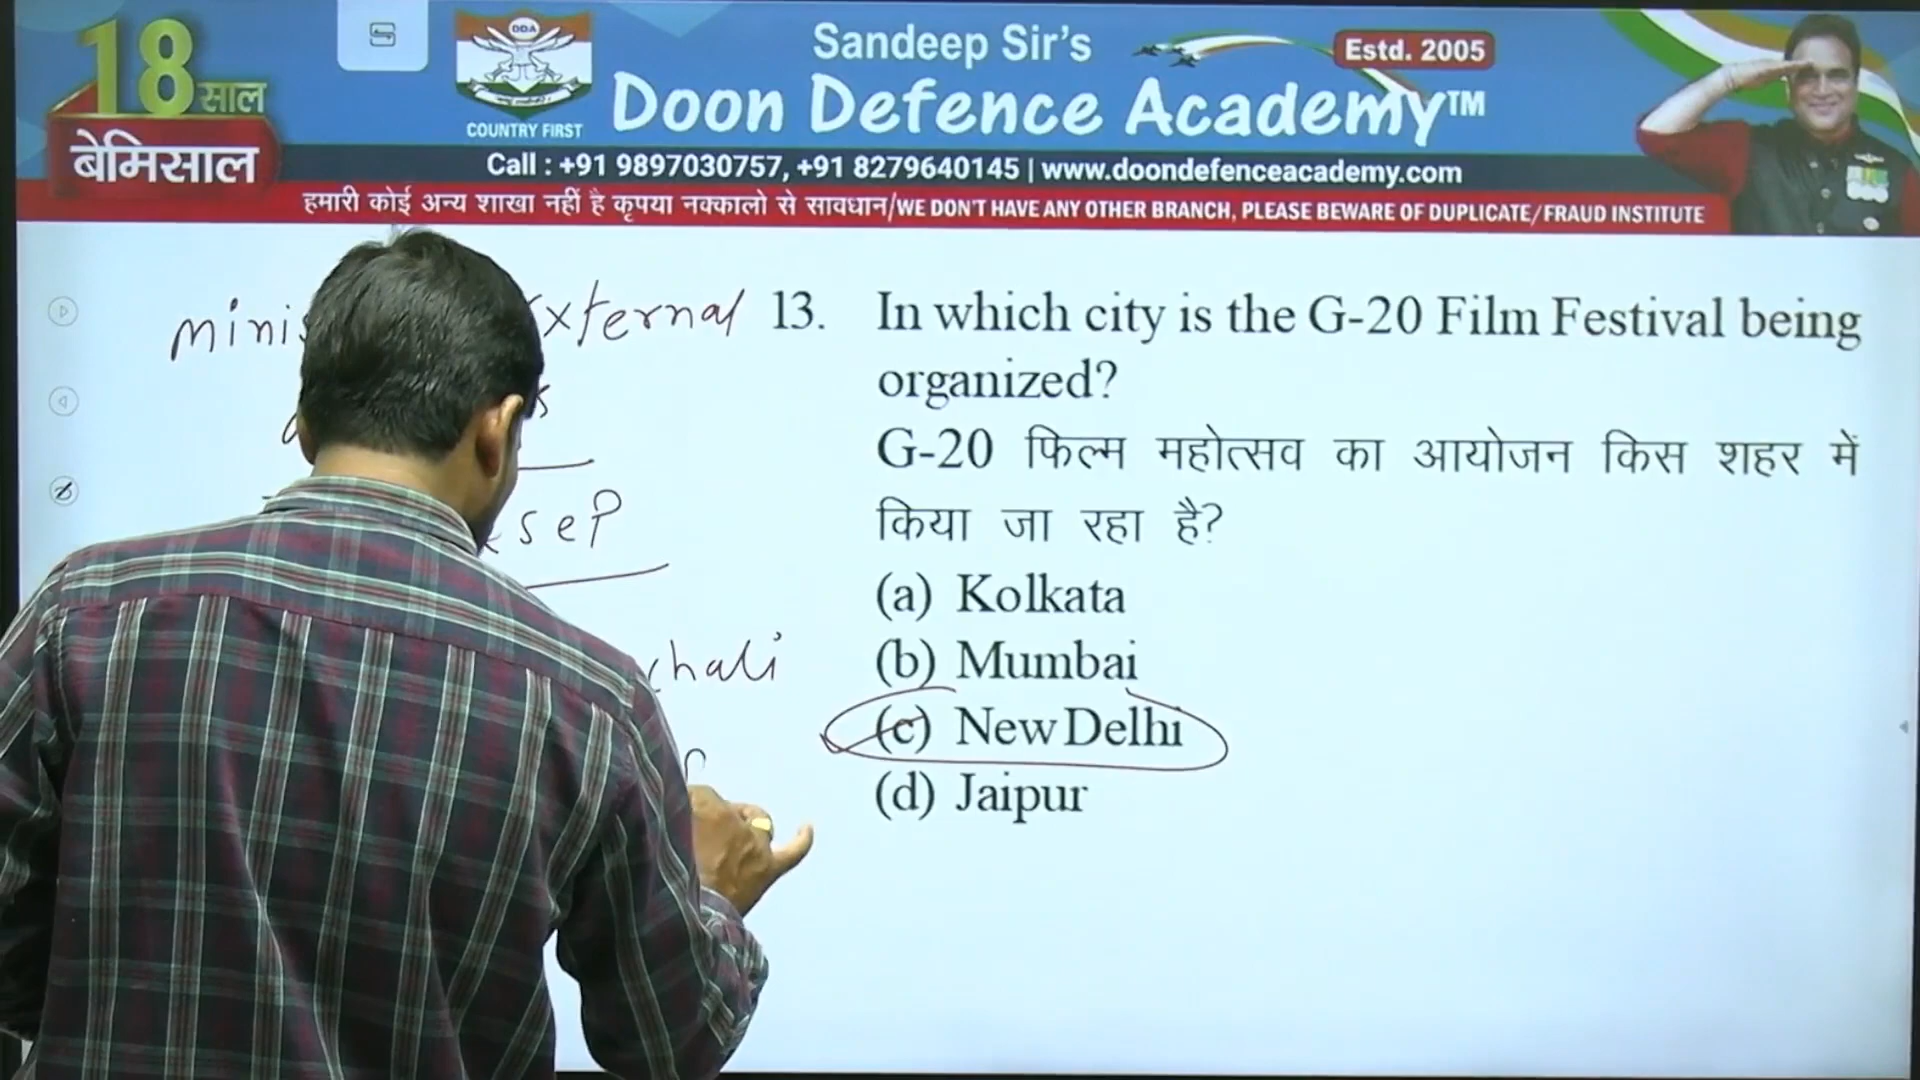 18 साल
बेमिसाल
DDA
COUNTRY FIRST
Sandeep Sir's
Estd. 2005
Doon Defence Academy™
Call : +91 9897030757, +91 8279640145 | www.doondefenceacademy.com
हमारी कोई अन्य शाखा नहीं है कृपया नक्कालो से सावधान/WE DON'T HAVE ANY OTHER BRANCH, PLEASE BEWARE OF DUPLICATE/FRAUD INSTITUTE
xternal
sep
13. In which city is the G-20 Film Festival being
organized?
G-20 फिल्म महोत्सव का आयोजन किस शहर में
किया जा रहा है?
(a) Kolkata
(b) Mumbai
(c) New Delhi
(d) Jaipur